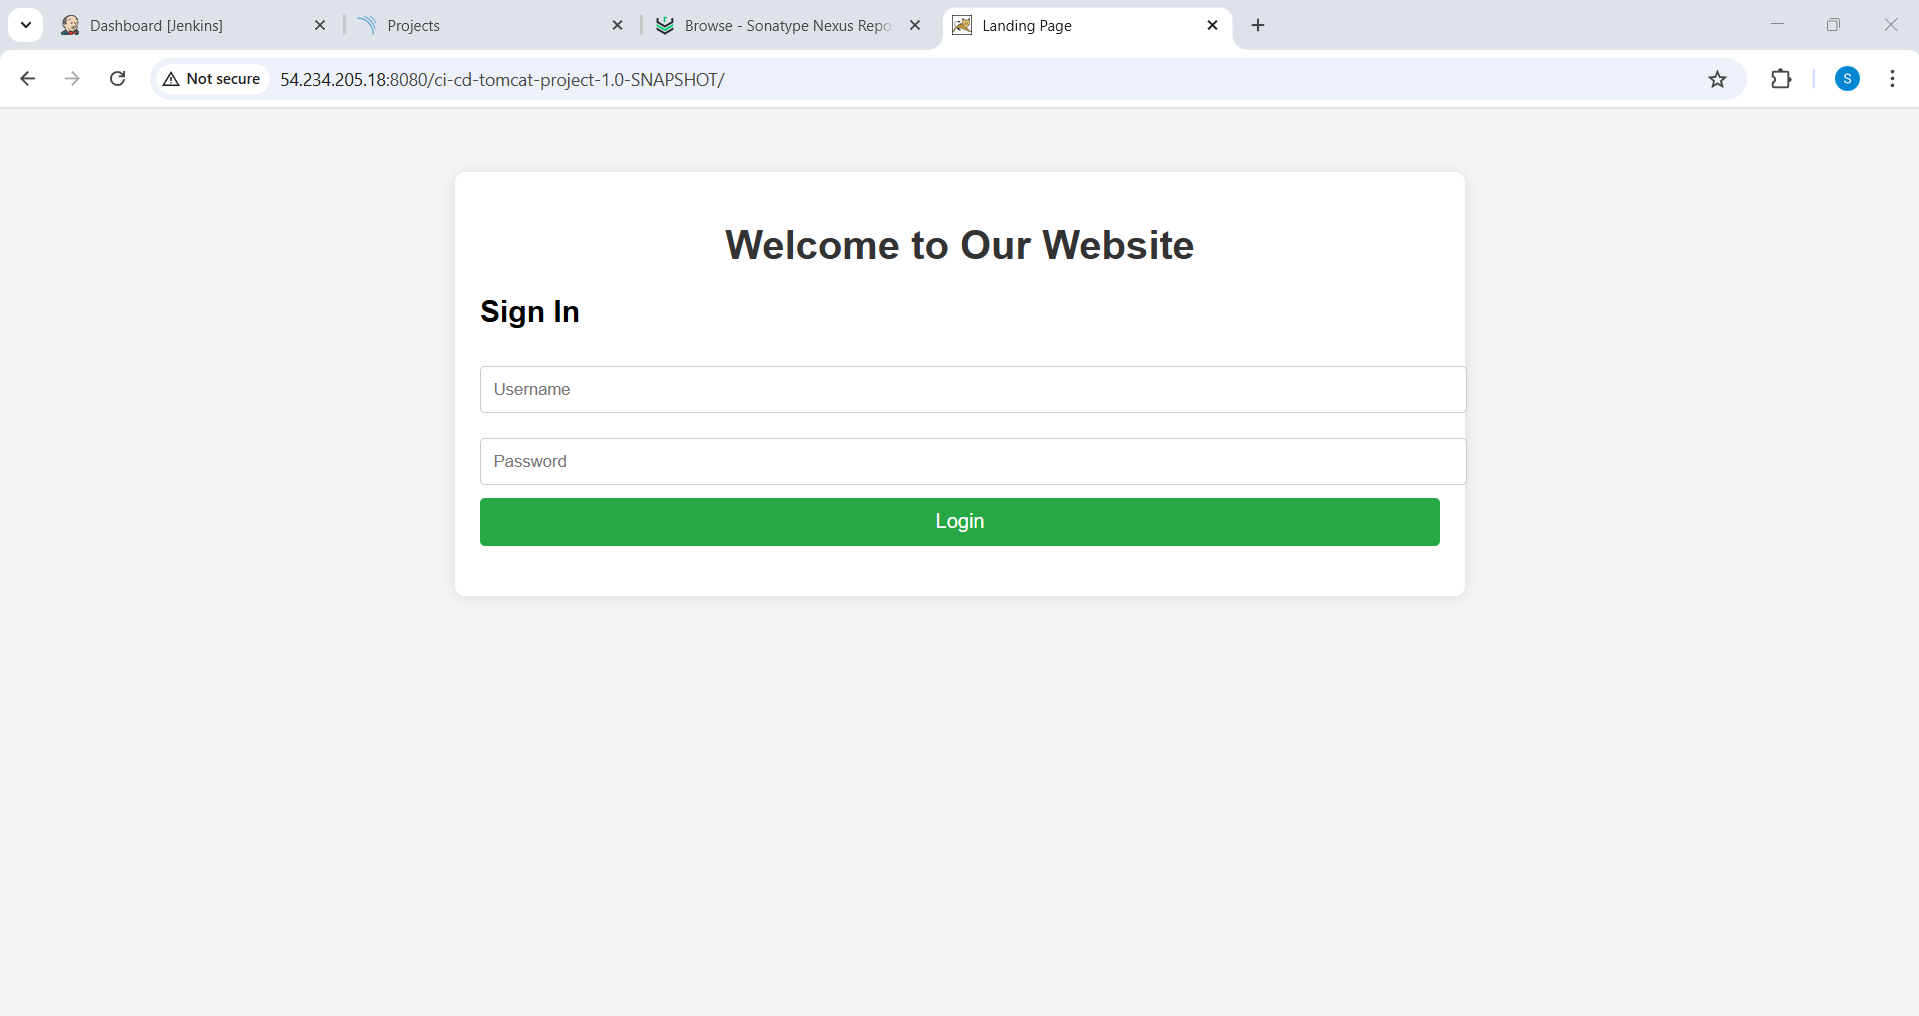 Dashboard [Jenkins]
Projects
Browse - Sonatype Nexus Repo
Landing Page
Not secure
54.234.205.18:8080/ci-cd-tomcat-project-1.0-SNAPSHOT/
S
Welcome to Our Website
Sign In
Username
Password
Login